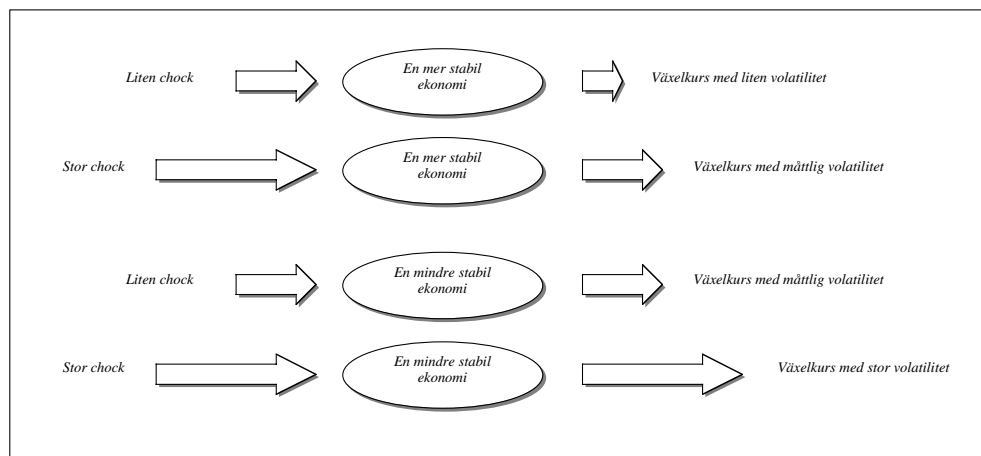 Liten chock
En mer stabil
ekonomi
Växelkurs med liten volatilitet
Stor chock
En mer stabil
ekonomi
Växelkurs med måttlig volatilitet
Liten chock
En mindre stabil
ekonomi
Växelkurs med måttlig volatilitet
Stor chock
En mindre stabil
ekonomi
Växelkurs med stor volatilitet